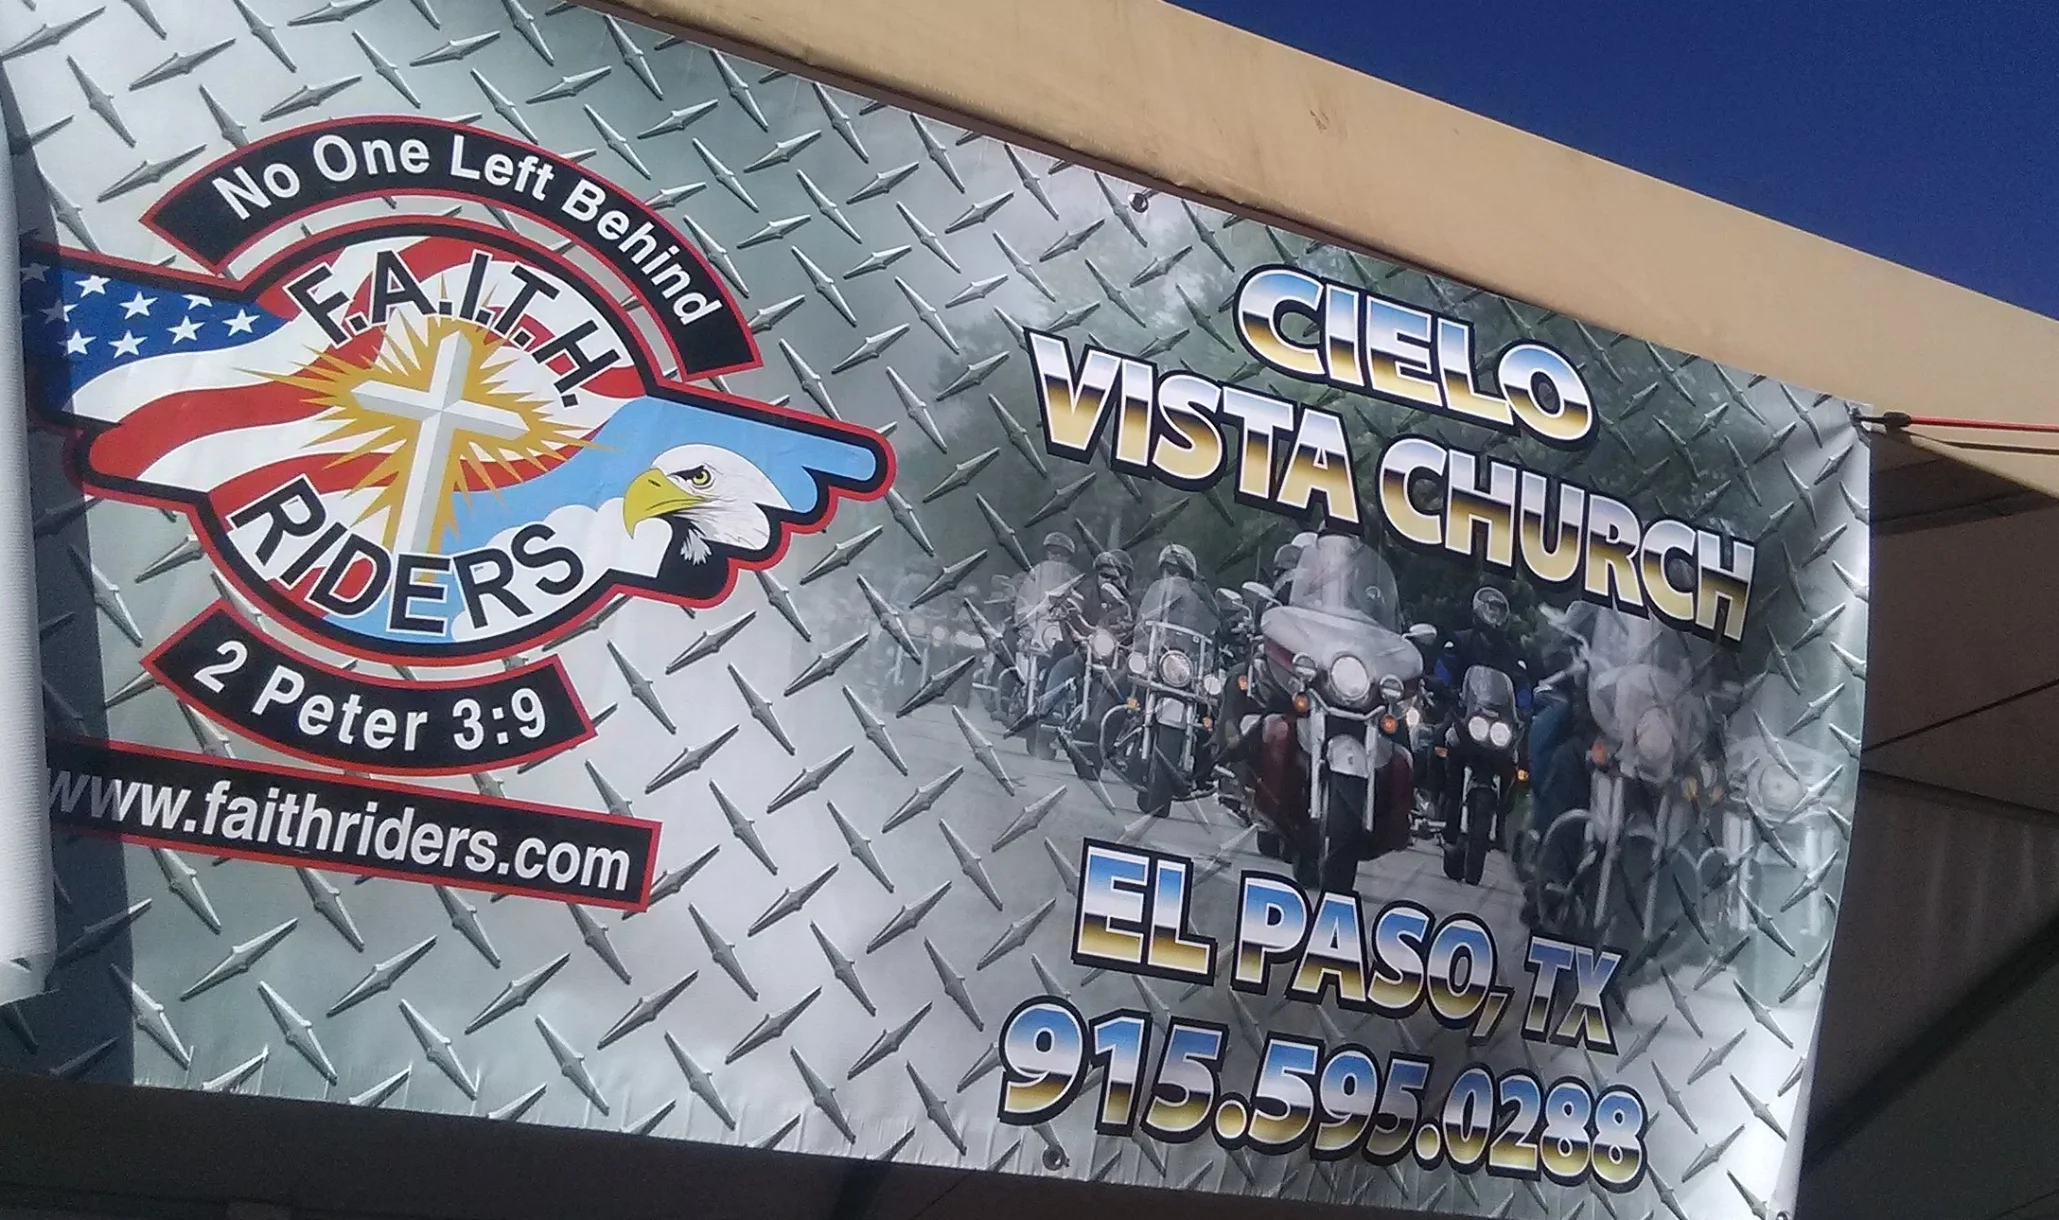 No One Left Behind
F.A.I.T.H.
RIDERS
2 Peter 3:9
www.faithriders.com
CIELO
VISTA CHURCH
EL PASO, TX
915.595.0288